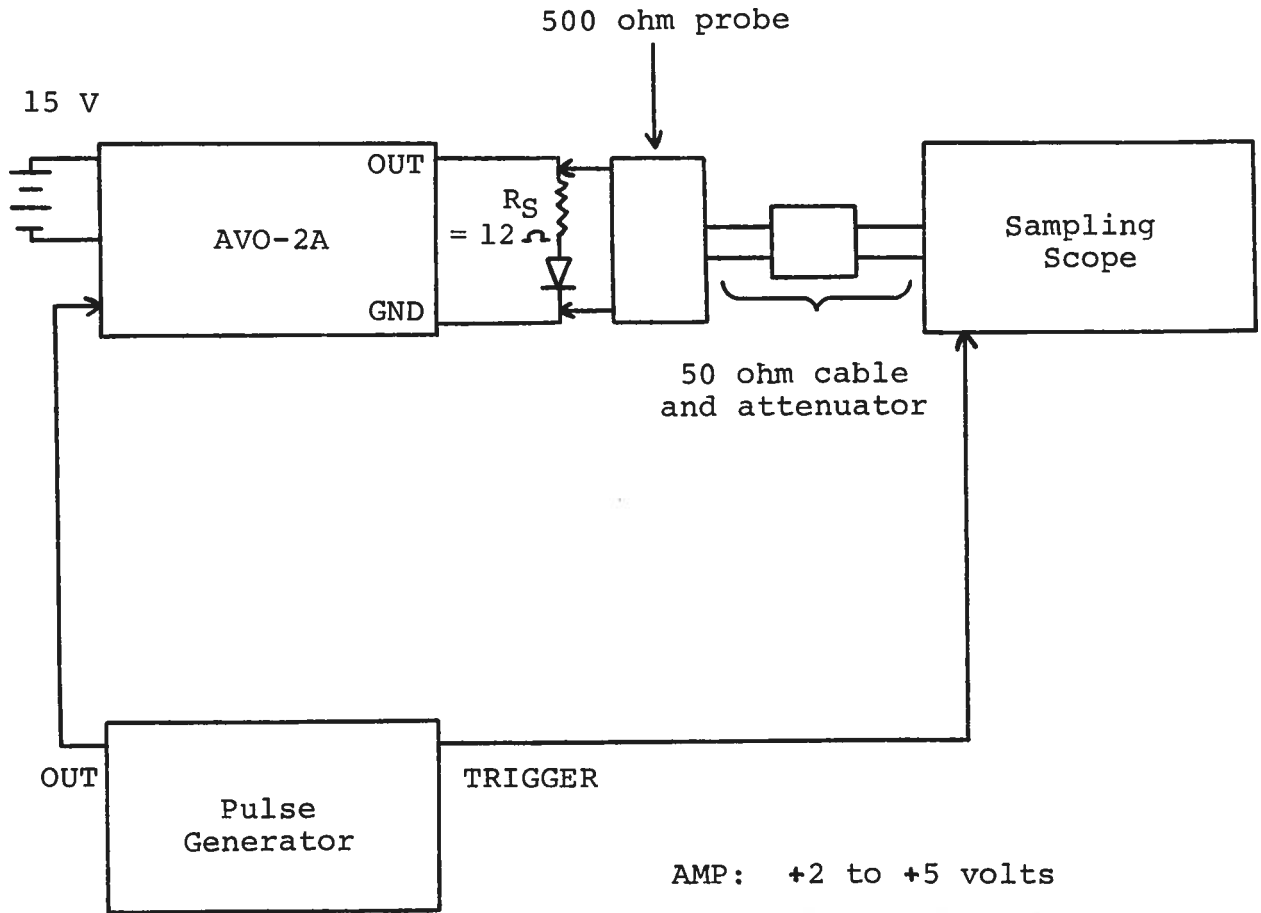 500 ohm probe
15 V
OUT
RS
= 12 Ω
AVO-2A
GND
Sampling
Scope
50 ohm cable
and attenuator
OUT
TRIGGER
Pulse
Generator
AMP: +2 to +5 volts